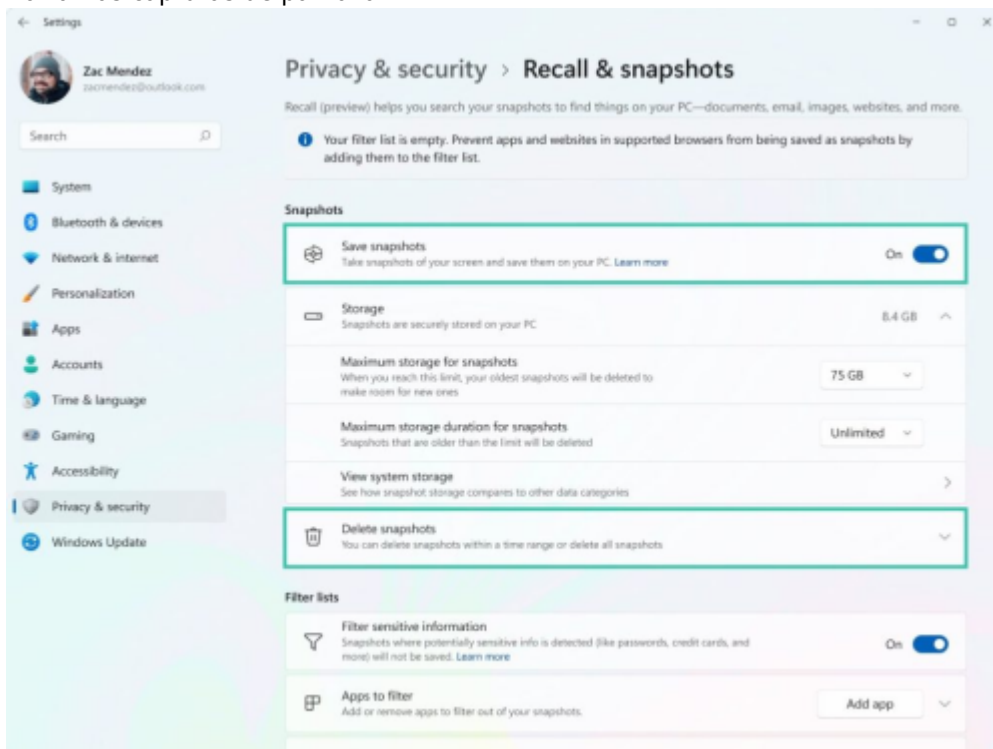 Settings
Zac Mendez
zacmendez@outlook.com
Search
System
Bluetooth & devices
Network & internet
Personalization
Apps
Accounts
Time & language
Gaming
Accessibility
Privacy & security
Windows Update
Privacy & security > Recall & snapshots
Recall (preview) helps you search your snapshots to find things on your PC—documents, email, images, websites, and more.
Your filter list is empty. Prevent apps and websites in supported browsers from being saved as snapshots by
adding them to the filter list.
Snapshots
Save snapshots
Take snapshots of your screen and save them on your PC. Learn more
On
Storage
Snapshots are securely stored on your PC
8.4 GB
Maximum storage for snapshots
When you reach this limit, your oldest snapshots will be deleted to
make room for new ones
75 GB
Maximum storage duration for snapshots
Snapshots that are older than the limit will be deleted
Unlimited
View system storage
See how snapshot storage compares to other data categories
Delete snapshots
You can delete snapshots within a time range or delete all snapshots
Filter lists
Filter sensitive information
Snapshots where potentially sensitive info is detected (like passwords, credit cards, and
more) will not be saved. Learn more
On
Apps to filter
Add or remove apps to filter out of your snapshots.
Add app